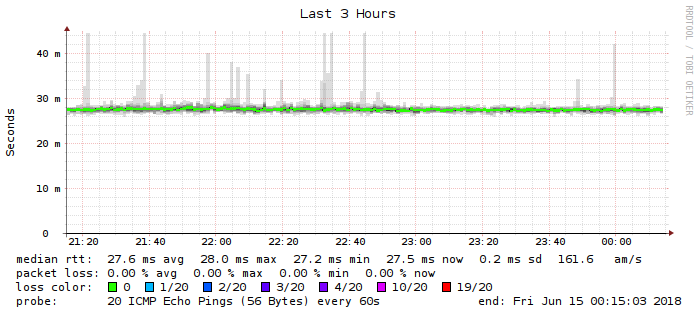 Last 3 Hours
RRDTOOL / TOBI OETIKER
Seconds
40 m
30 m
20 m
10 m
0
21:20 21:40 22:00 22:20 22:40 23:00 23:20 23:40 00:00
median rtt: 27.6 ms avg 28.0 ms max 27.2 ms min 27.5 ms now 0.2 ms sd 161.6 am/s
packet loss: 0.00 % avg 0.00 % max 0.00 % min 0.00 % now
loss color: 0 1/20 2/20 3/20 4/20 10/20 19/20
probe: 20 ICMP Echo Pings (56 Bytes) every 60s end: Fri Jun 15 00:15:03 2018